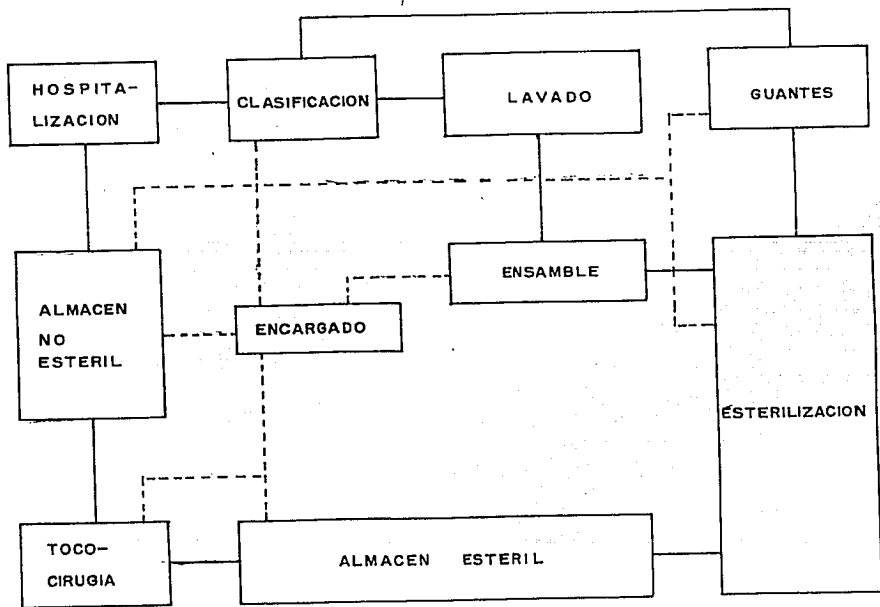 HOSPITA-
LIZACION
CLASIFICACION
LAVADO
GUANTES
ALMACEN
NO
ESTERIL
ENCARGADO
ENSAMBLE
ESTERILIZACION
TOCO-
CIRUGIA
ALMACEN ESTERIL